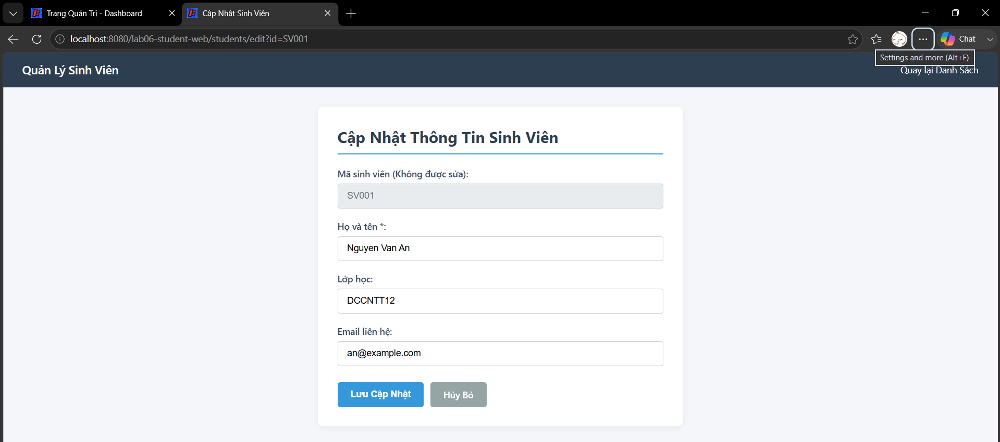 Trang Quản Trị - Dashboard
Cập Nhật Sinh Viên
localhost:8080/lab06-student-web/students/edit?id=SV001
Chat
Settings and more (Alt+F)
Quản Lý Sinh Viên
Quay lại Danh Sách
Cập Nhật Thông Tin Sinh Viên
Mã sinh viên (Không được sửa):
SV001
Họ và tên *:
Nguyen Van An
Lớp học:
DCCNTT12
Email liên hệ:
an@example.com
Lưu Cập Nhật
Hủy Bỏ